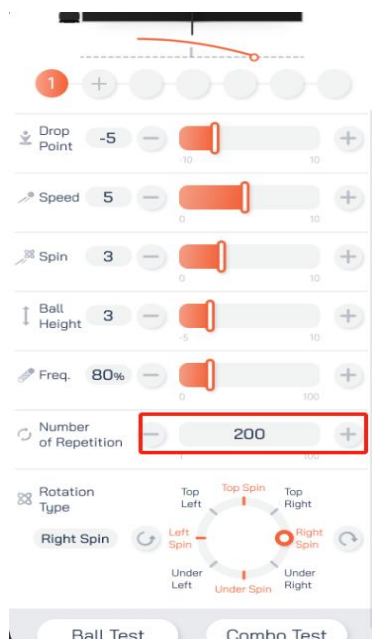 1
Drop
Point
-5
-10
10
Speed
5
0
10
Spin
3
0
10
Ball
Height
3
-5
10
Freq.
80%
0
100
Number
of Repetition
200
1
100
Rotation
Type
Right Spin
Top
Left
Top Spin
Top
Right
Left
Spin
Right
Spin
Under
Left
Under Spin
Under
Right
Ball Test
Combo Test